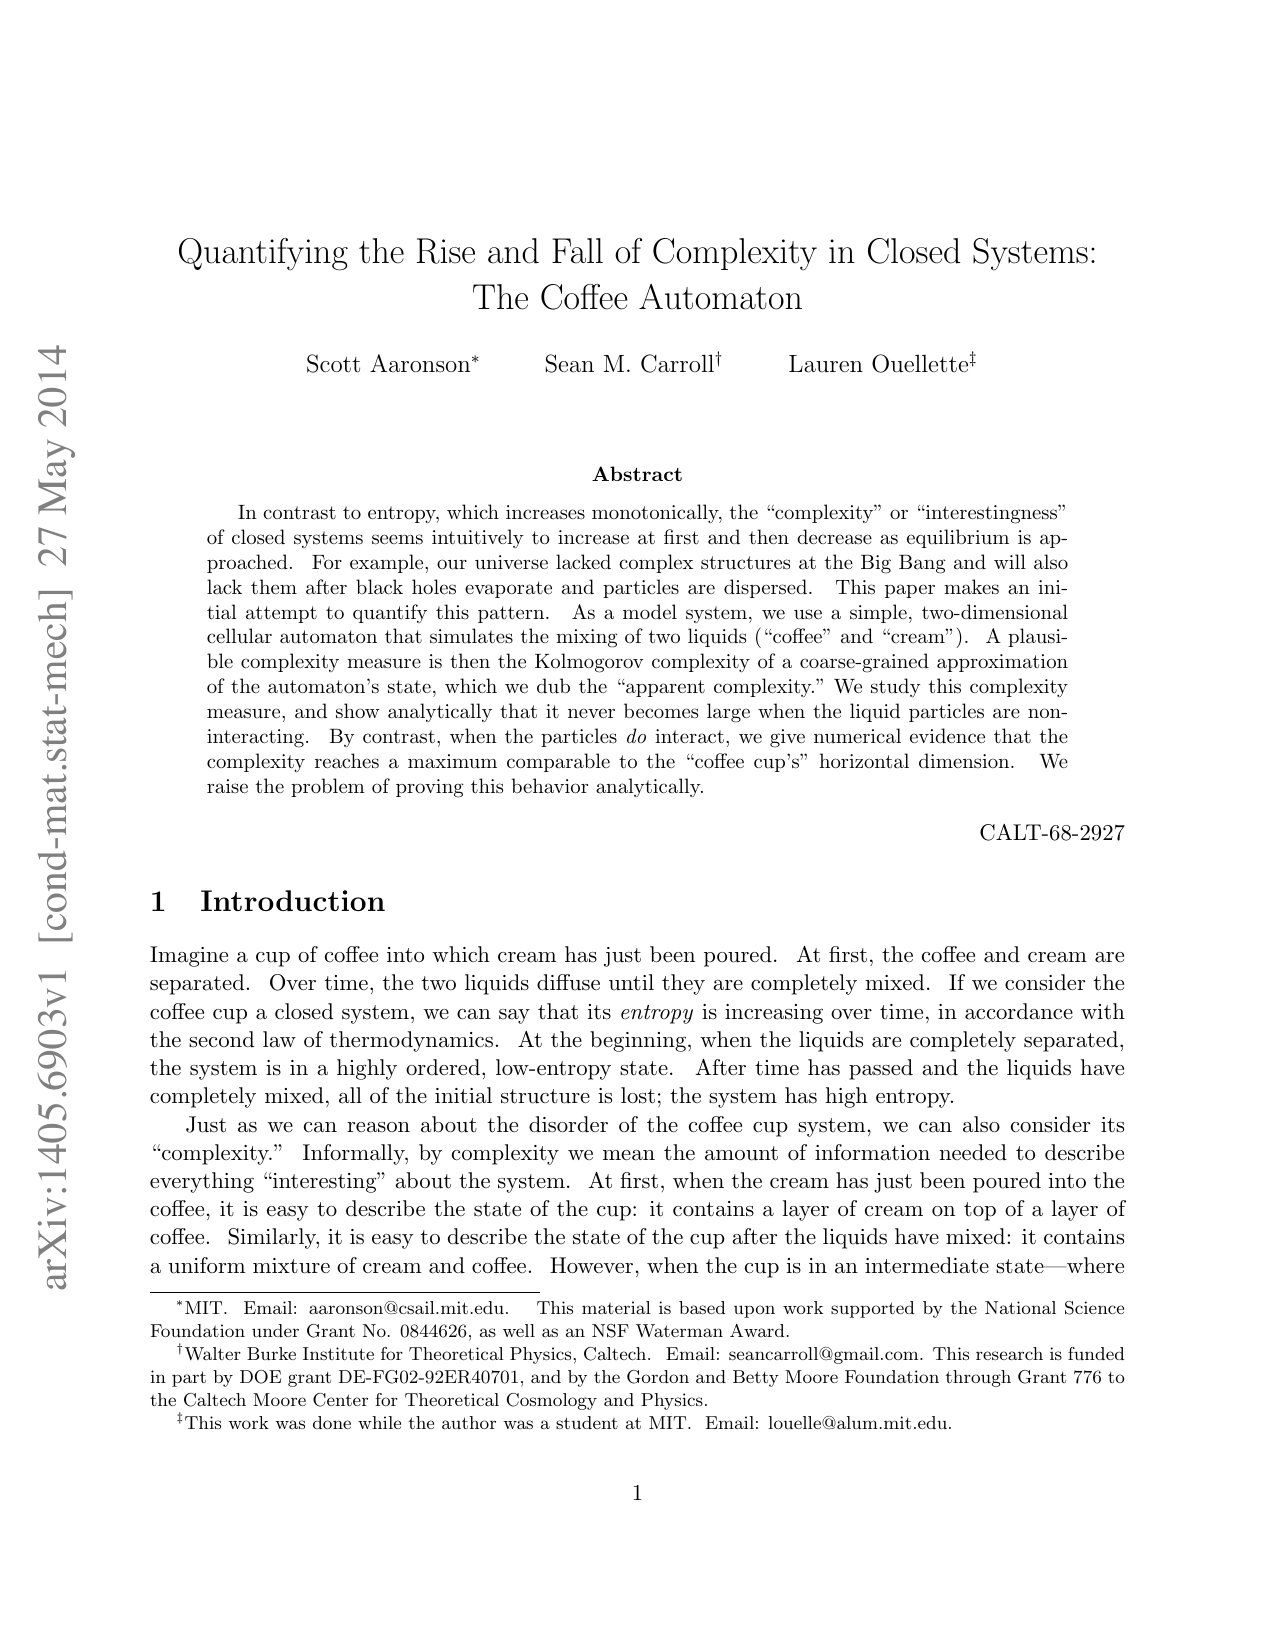 arXiv:1405.6903v1 [cond-mat.stat-mech] 27 May 2014
Quantifying the Rise and Fall of Complexity in Closed Systems:
The Coffee Automaton
Scott Aaronson* Sean M. Carroll† Lauren Ouellette‡
Abstract
In contrast to entropy, which increases monotonically, the “complexity” or “interestingness”
of closed systems seems intuitively to increase at first and then decrease as equilibrium is ap-
proached. For example, our universe lacked complex structures at the Big Bang and will also
lack them after black holes evaporate and particles are dispersed. This paper makes an ini-
tial attempt to quantify this pattern. As a model system, we use a simple, two-dimensional
cellular automaton that simulates the mixing of two liquids (“coffee” and “cream”). A plausi-
ble complexity measure is then the Kolmogorov complexity of a coarse-grained approximation
of the automaton’s state, which we dub the “apparent complexity.” We study this complexity
measure, and show analytically that it never becomes large when the liquid particles are non-
interacting. By contrast, when the particles do interact, we give numerical evidence that the
complexity reaches a maximum comparable to the “coffee cup’s” horizontal dimension. We
raise the problem of proving this behavior analytically.
CALT-68-2927
1 Introduction
Imagine a cup of coffee into which cream has just been poured. At first, the coffee and cream are
separated. Over time, the two liquids diffuse until they are completely mixed. If we consider the
coffee cup a closed system, we can say that its entropy is increasing over time, in accordance with
the second law of thermodynamics. At the beginning, when the liquids are completely separated,
the system is in a highly ordered, low-entropy state. After time has passed and the liquids have
completely mixed, all of the initial structure is lost; the system has high entropy.
Just as we can reason about the disorder of the coffee cup system, we can also consider its
“complexity.” Informally, by complexity we mean the amount of information needed to describe
everything “interesting” about the system. At first, when the cream has just been poured into the
coffee, it is easy to describe the state of the cup: it contains a layer of cream on top of a layer of
coffee. Similarly, it is easy to describe the state of the cup after the liquids have mixed: it contains
a uniform mixture of cream and coffee. However, when the cup is in an intermediate state—where
*MIT. Email: aaronson@csail.mit.edu. This material is based upon work supported by the National Science
Foundation under Grant No. 0844626, as well as an NSF Waterman Award.
†Walter Burke Institute for Theoretical Physics, Caltech. Email: seancarroll@gmail.com. This research is funded
in part by DOE grant DE-FG02-92ER40701, and by the Gordon and Betty Moore Foundation through Grant 776 to
the Caltech Moore Center for Theoretical Cosmology and Physics.
‡This work was done while the author was a student at MIT. Email: louelle@alum.mit.edu.
1